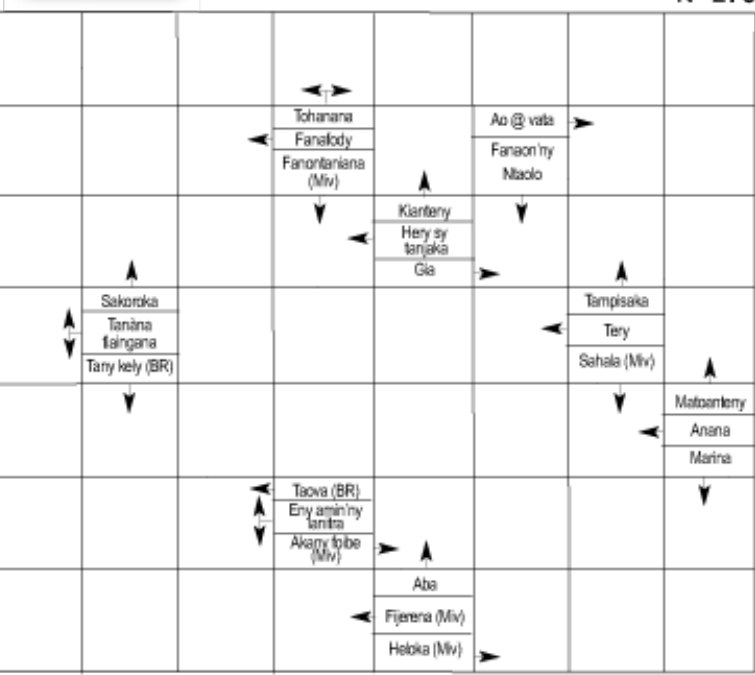 Tohanana
Fanafody
Fanontaniana
(Miv)
Ao @ vata
Fanaon'ny
Ntaolo
Kianteny
Hery sy
tanjaka
Gia
Sakoroka
Tanàna
tlaingana
Tany kely (BR)
Tampisaka
Tery
Sahala (Miv)
Matoanteny
Anana
Marina
Taova (BR)
Eny amin'ny
lanitra
Akany foibe
(Miv)
Aba
Fijerena (Miv)
Heloka (Miv)